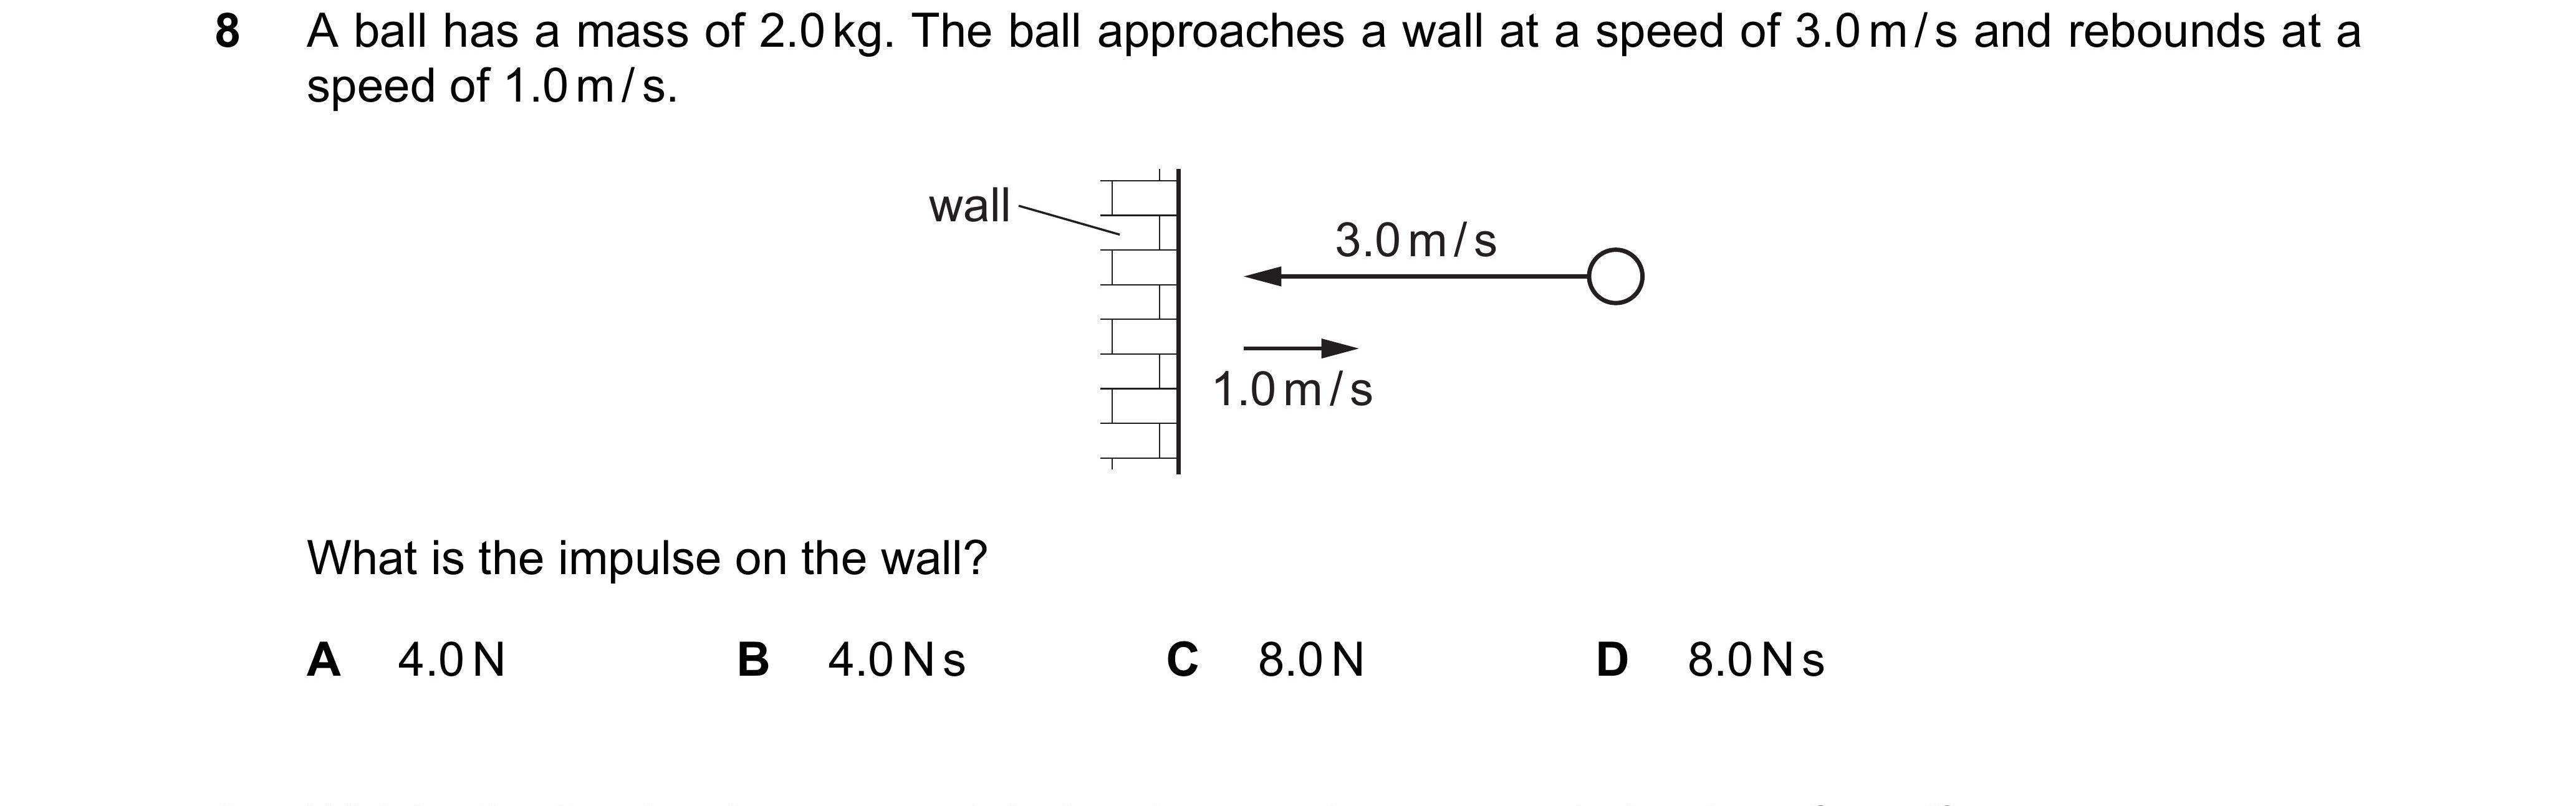 8 A ball has a mass of 2.0 kg. The ball approaches a wall at a speed of 3.0 m / s and rebounds at a
speed of 1.0 m / s.
wall
3.0 m / s
1.0 m / s
What is the impulse on the wall?
A 4.0 N B 4.0 N s C 8.0 N D 8.0 N s